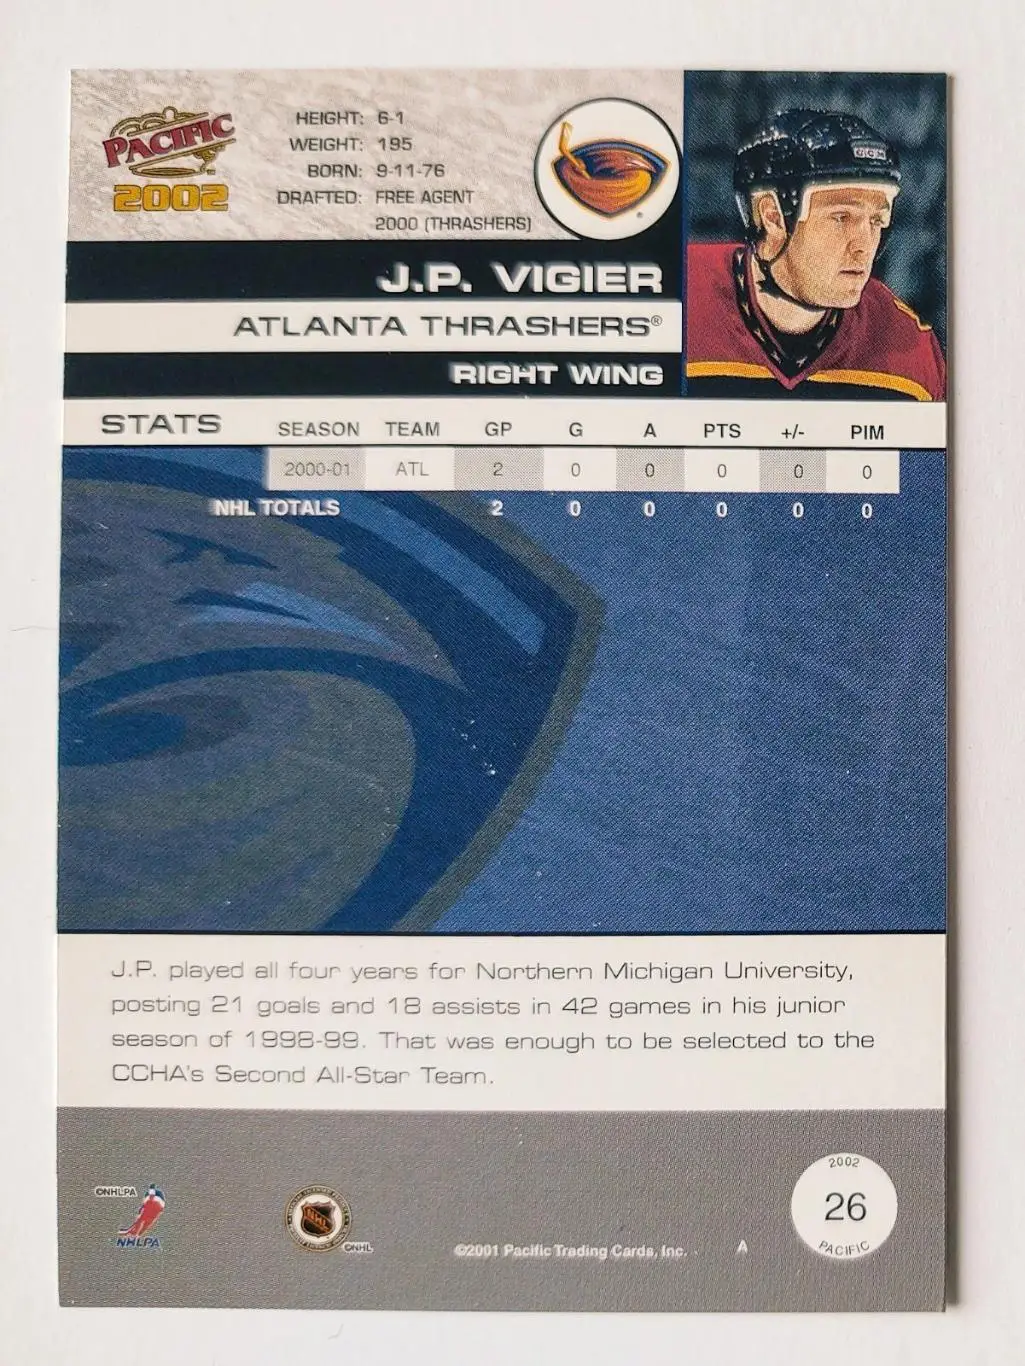 PACIFIC
2002
HEIGHT: 6-1
WEIGHT: 195
BORN: 9-11-76
DRAFTED: FREE AGENT
2000 (THRASHERS)
CCM
J.P. VIGIER
ATLANTA THRASHERS®
RIGHT WING
STATS SEASON TEAM GP G A PTS +/- PIM
2000-01 ATL 2 0 0 0 0 0
NHL TOTALS 2 0 0 0 0 0
J.P. played all four years for Northern Michigan University,
posting 21 goals and 18 assists in 42 games in his junior
season of 1998-99. That was enough to be selected to the
CCHA's Second All-Star Team.
©NHLPA
NHLPA
NHL
©NHL
©2001 Pacific Trading Cards, Inc.
A
2002
26
PACIFIC